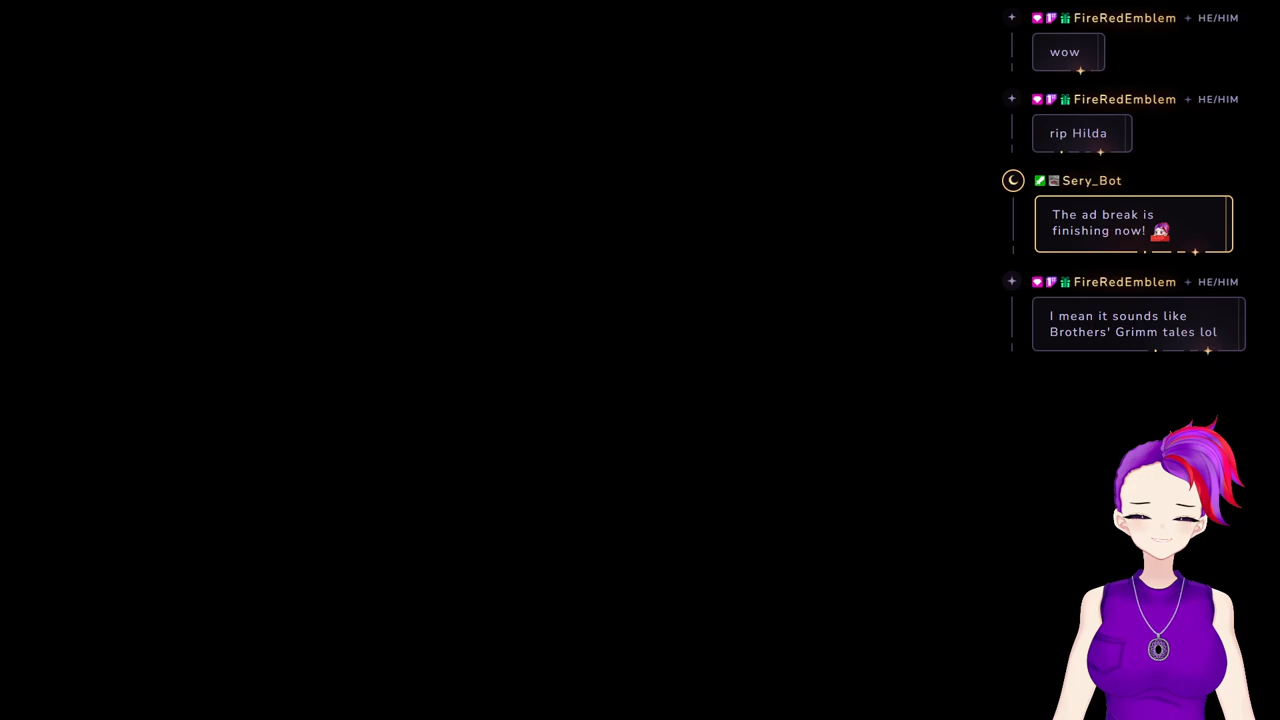 FireRedEmblem HE/HIM
wow
FireRedEmblem HE/HIM
rip Hilda
Sery_Bot
The ad break is
finishing now!
FireRedEmblem HE/HIM
I mean it sounds like
Brothers' Grimm tales lol